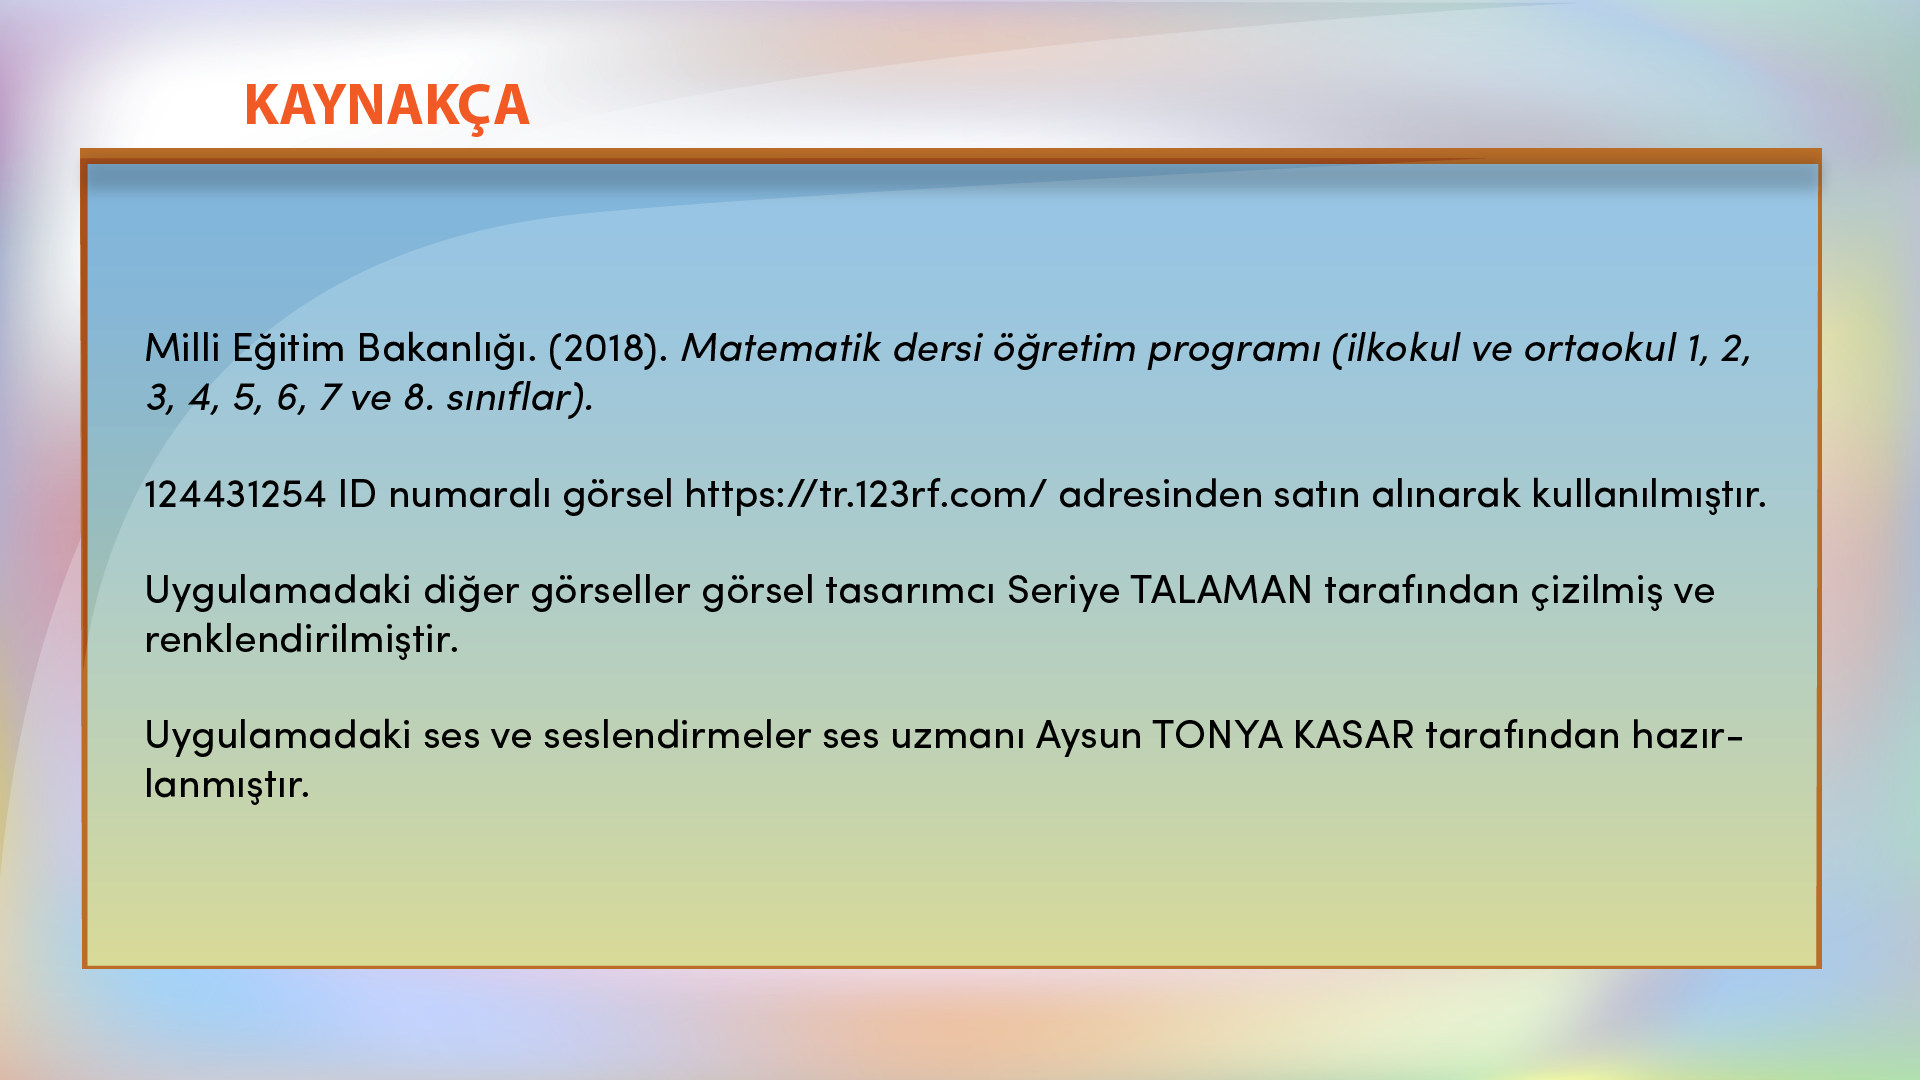 KAYNAKÇA
Milli Eğitim Bakanlığı. (2018). Matematik dersi öğretim programı (ilkokul ve ortaokul 1, 2,
3, 4, 5, 6, 7 ve 8. sınıflar).
124431254 ID numaralı görsel https://tr.123rf.com/ adresinden satın alınarak kullanılmıştır.
Uygulamadaki diğer görseller görsel tasarımcı Seriye TALAMAN tarafından çizilmiş ve
renklendirilmiştir.
Uygulamadaki ses ve seslendirmeler ses uzmanı Aysun TONYA KASAR tarafından hazır-
lanmıştır.